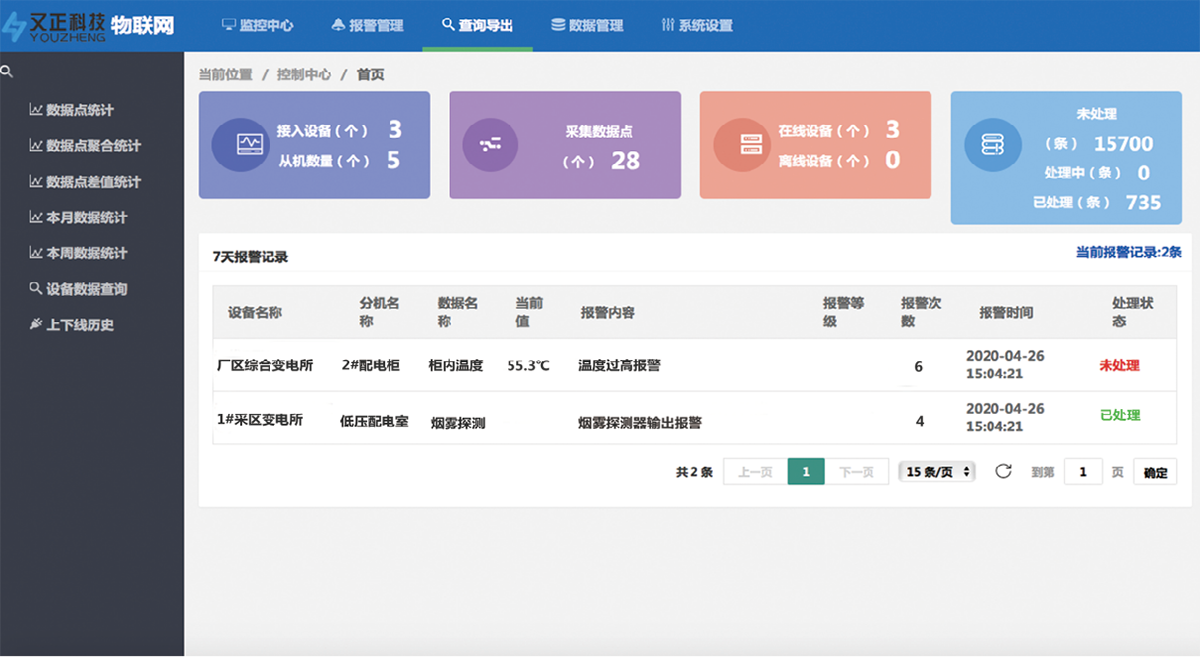 又正科技 物联网
YOUZHENG
监控中心 报警管理 查询导出 数据管理 系统设置
当前位置 / 控制中心 / 首页
数据点统计
数据点聚合统计
数据点差值统计
本月数据统计
本周数据统计
设备数据查询
上下线历史
接入设备（个） 3
从机数量（个） 5
采集数据点
（个） 28
在线设备（个） 3
离线设备（个） 0
未处理
（条） 15700
处理中（条） 0
已处理（条） 735
7天报警记录 当前报警记录:2条
设备名称 分机名称 数据名称 当前值 报警内容 报警等级 报警次数 报警时间 处理状态
厂区综合变电所 2#配电柜 柜内温度 55.3℃ 温度过高报警 6 2020-04-26 15:04:21 未处理
1#采区变电所 低压配电室 烟雾探测 烟雾探测器输出报警 4 2020-04-26 15:04:21 已处理
共 2 条 上一页 1 下一页 15 条/页 到第 1 页 确定